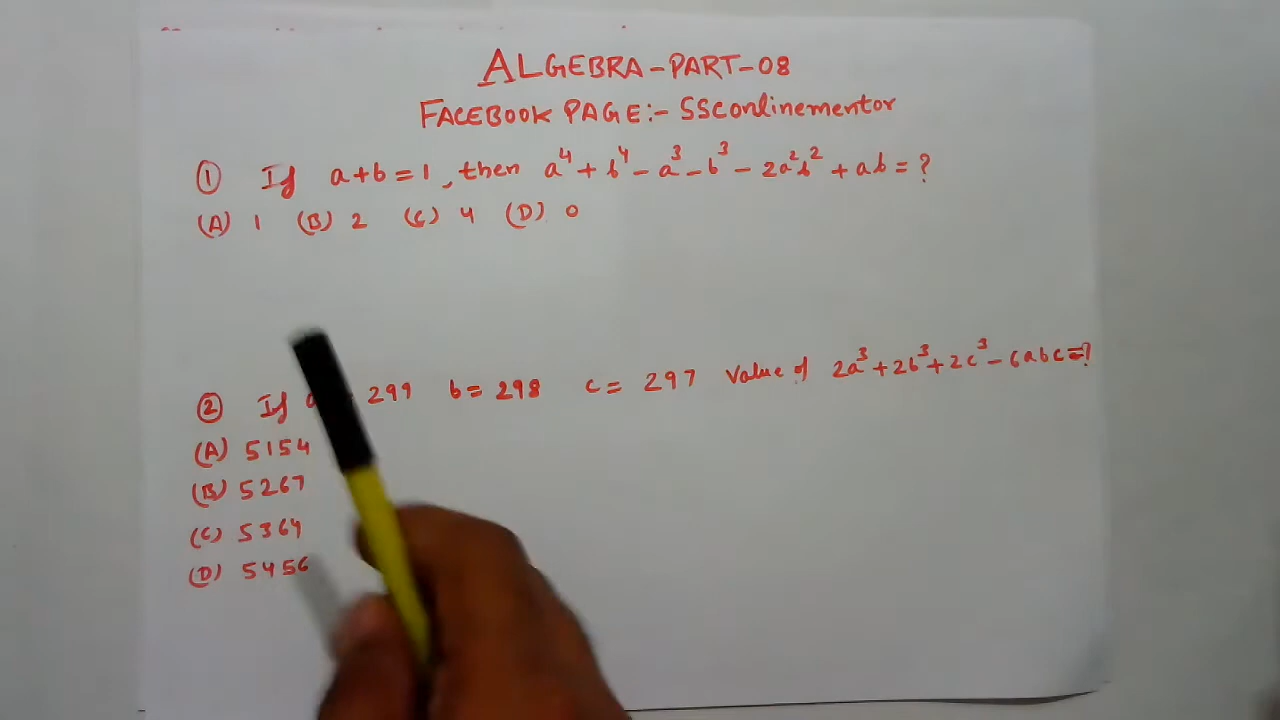 ALGEBRA-PART-08
FACEBOOK PAGE:- SSConlinementor
① If a+b=1, then a⁴+b⁴-a³-b³-2a²b²+ab=?
(A) 1 (B) 2 (C) 4 (D) 0
② If 299 b=298 c=297 Value of 2a³+2b³+2c³-6abc=?
(A) 5154
(B) 5267
(C) 5364
(D) 5456